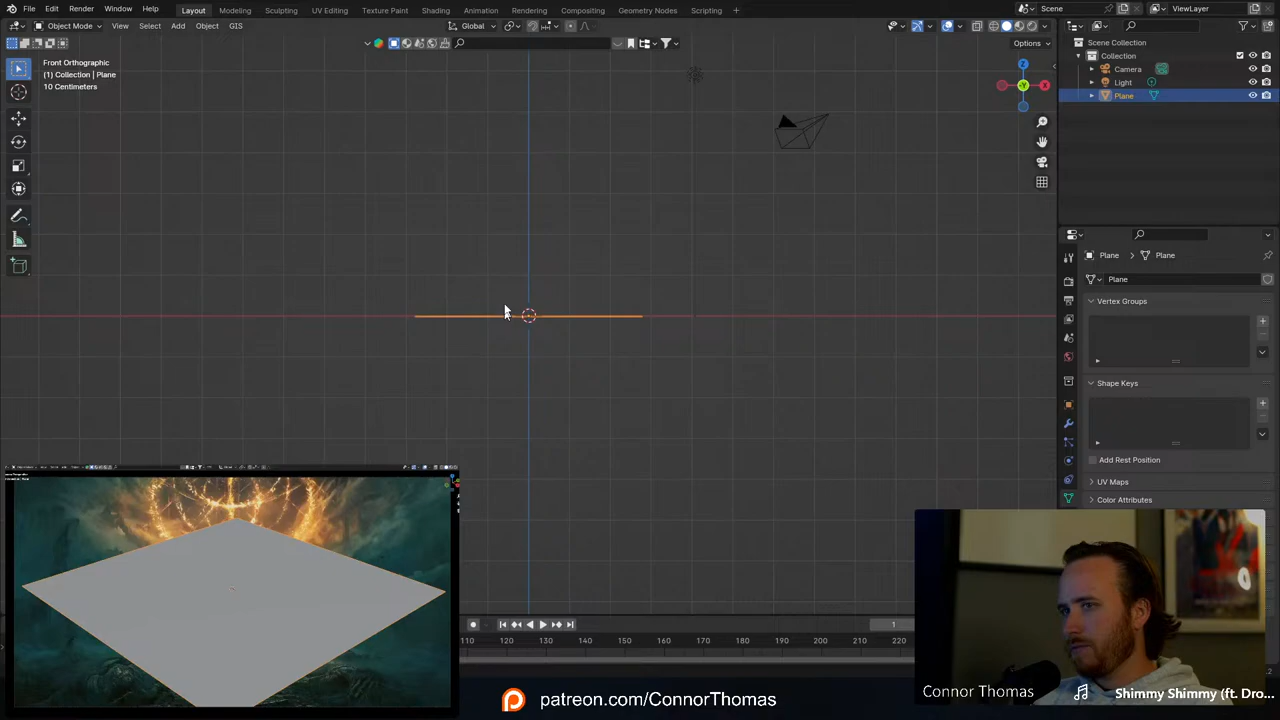 File Edit Render Window Help
Layout Modeling Sculpting UV Editing Texture Paint Shading Animation Rendering Compositing Geometry Nodes Scripting +
Scene
ViewLayer
Object Mode View Select Add Object GIS
Global
Options
Front Orthographic
(1) Collection | Plane
10 Centimeters
Z
Y
X
Scene Collection
Collection
Camera
Light
Plane
Plane > Plane
Plane
Vertex Groups
Shape Keys
Add Rest Position
UV Maps
Color Attributes
1
110 120 130 140 150 160 170 180 190 200 210 220
patreon.com/ConnorThomas
Connor Thomas
Shimmy Shimmy (ft. Dro...